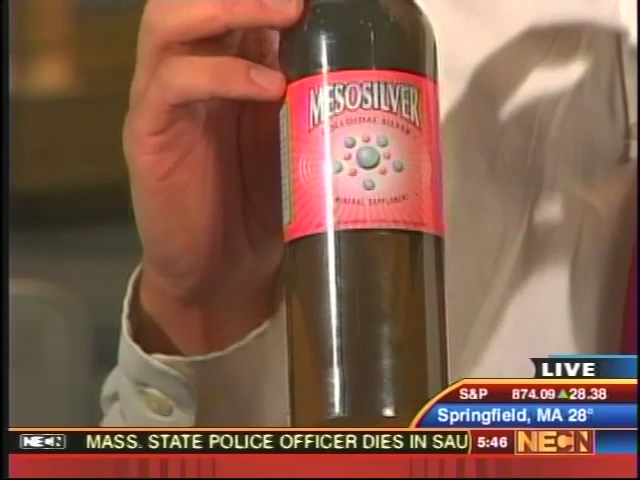 MESOSILVER
COLLOIDAL SILVER
MINERAL SUPPLEMENT
LIVE
S&P 874.09▲28.38
Springfield, MA 28°
NECN MASS. STATE POLICE OFFICER DIES IN SAU 5:46 NECN